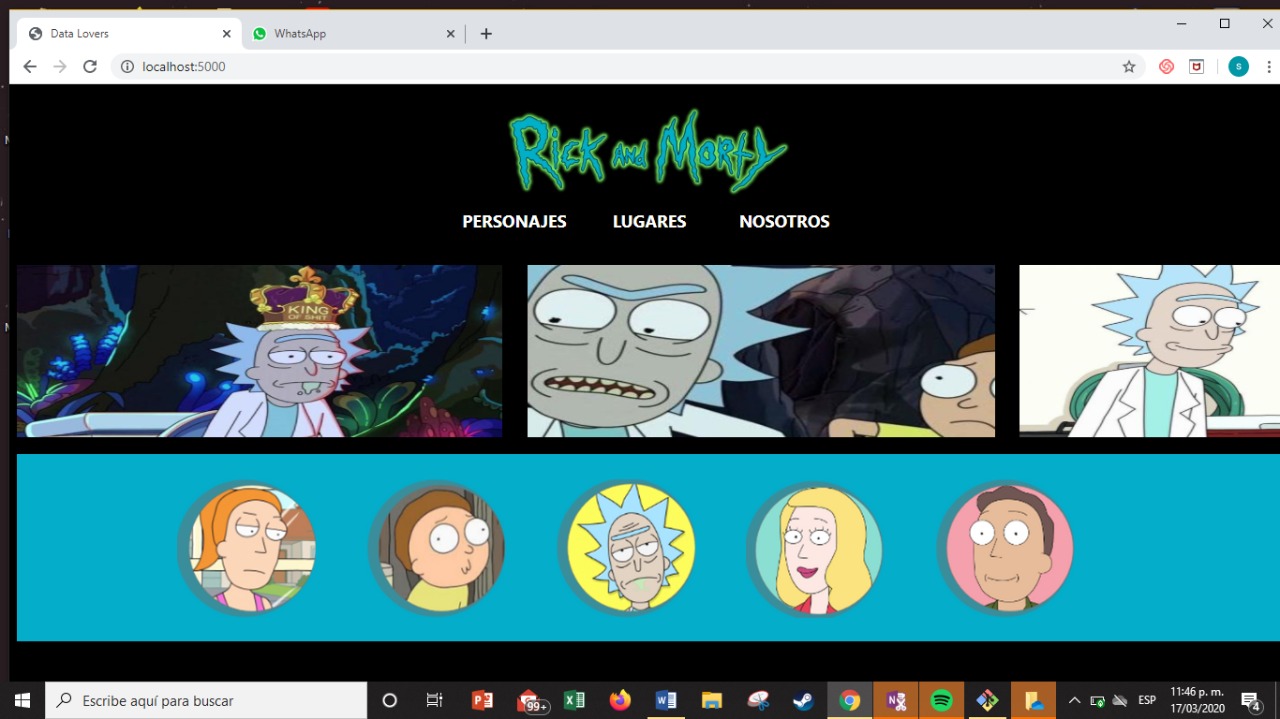 Data Lovers
WhatsApp
localhost:5000
S
Rick and Morty
PERSONAJES LUGARES NOSOTROS
KING
OF SHIT
Escribe aquí para buscar
99+
ESP
11:46 p. m.
17/03/2020
4